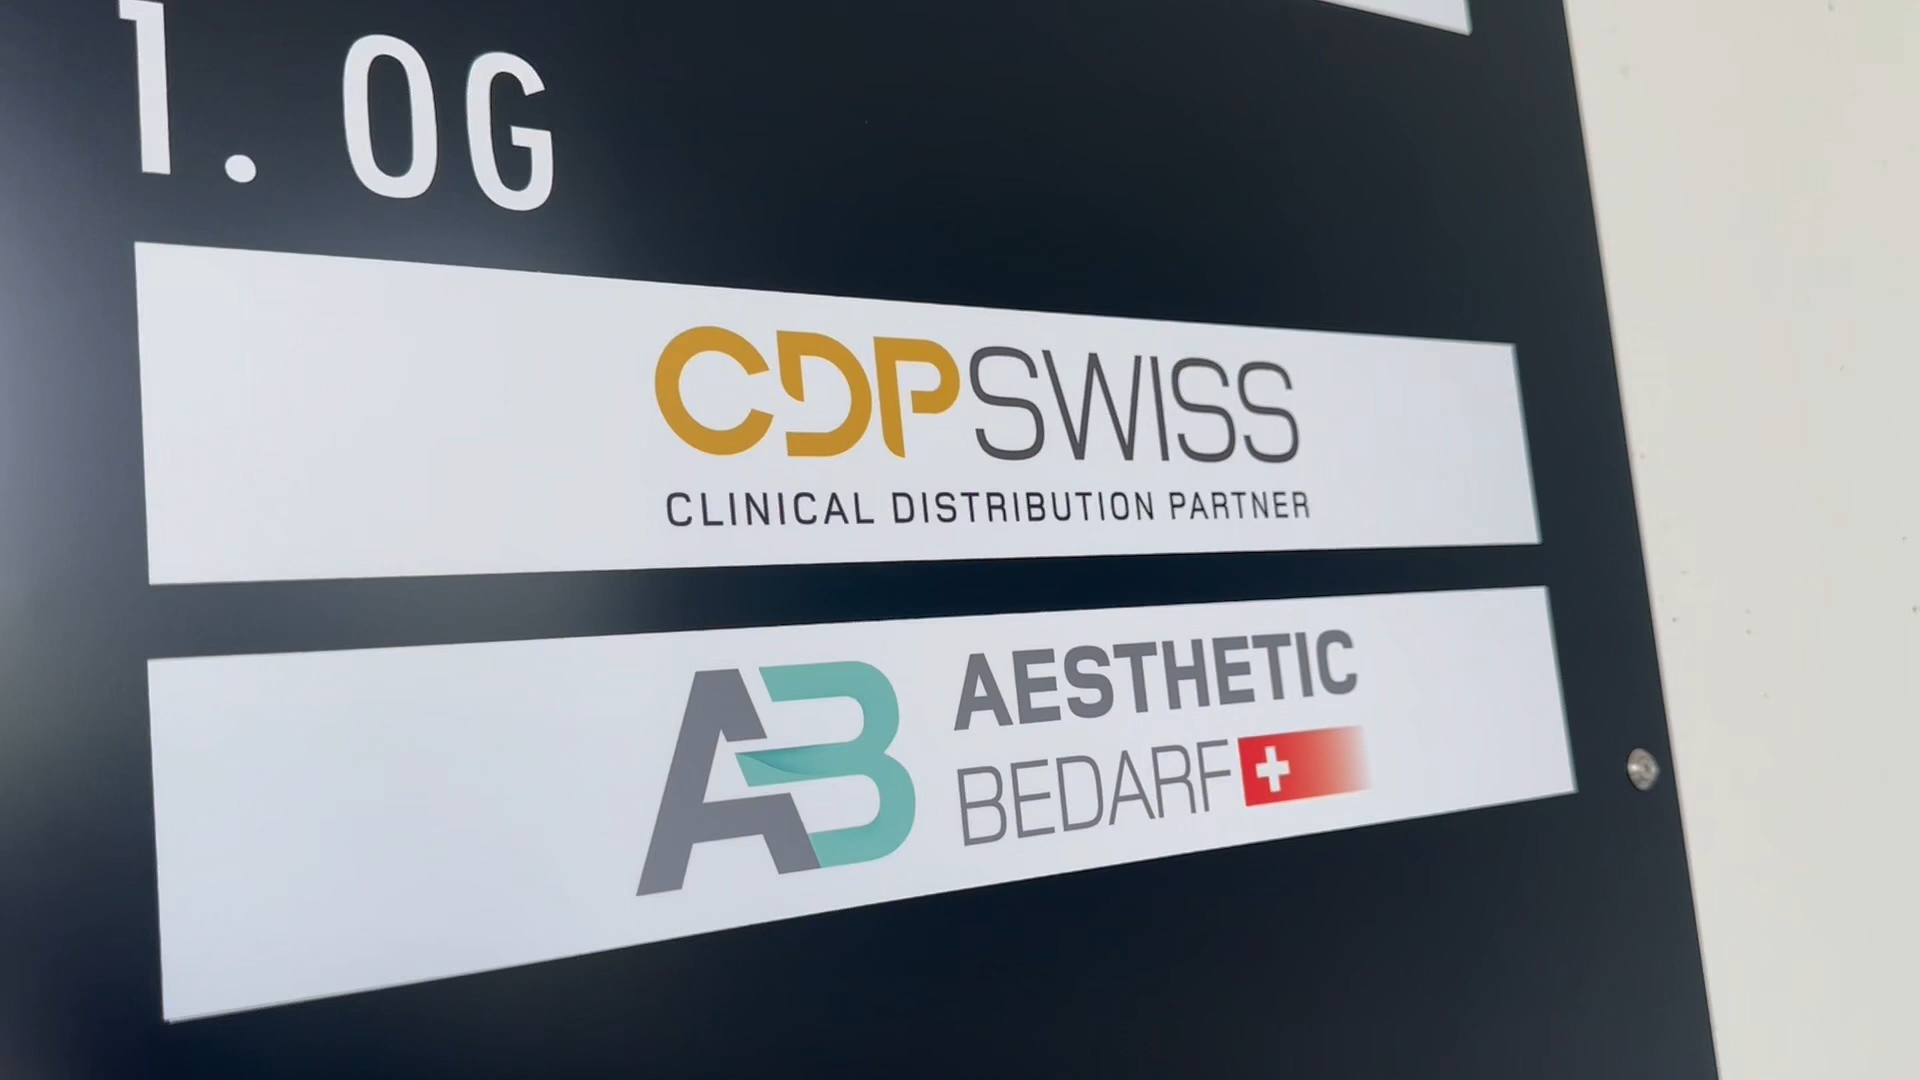 1. OG
CDPSWISS
CLINICAL DISTRIBUTION PARTNER
AB
AESTHETIC
BEDARF